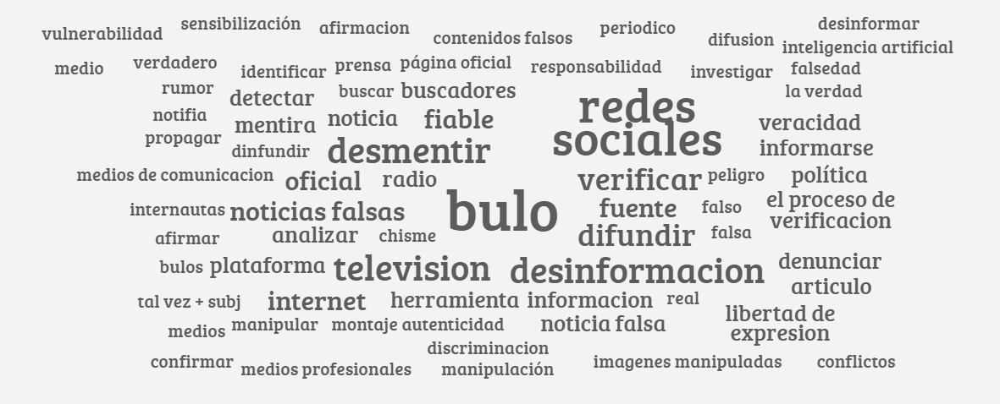 vulnerabilidad
sensibilización
afirmacion
contenidos falsos
periodico
difusion
desinformar
inteligencia artificial
medio
verdadero
identificar
prensa
página oficial
responsabilidad
investigar
falsedad
rumor
detectar
buscar
buscadores
redes
sociales
la verdad
notifia
mentira
noticia
fiable
veracidad
propagar
dinfundir
desmentir
informarse
medios de comunicacion
oficial
radio
verificar
peligro
política
internautas
noticias falsas
bulo
fuente
falso
el proceso de
verificacion
afirmar
analizar
chisme
difundir
falsa
bulos
plataforma
television
desinformacion
denunciar
articulo
tal vez + subj
internet
herramienta
informacion
real
libertad de
expresion
medios
manipular
montaje
autenticidad
noticia falsa
discriminacion
confirmar
medios profesionales
manipulación
imagenes manipuladas
conflictos